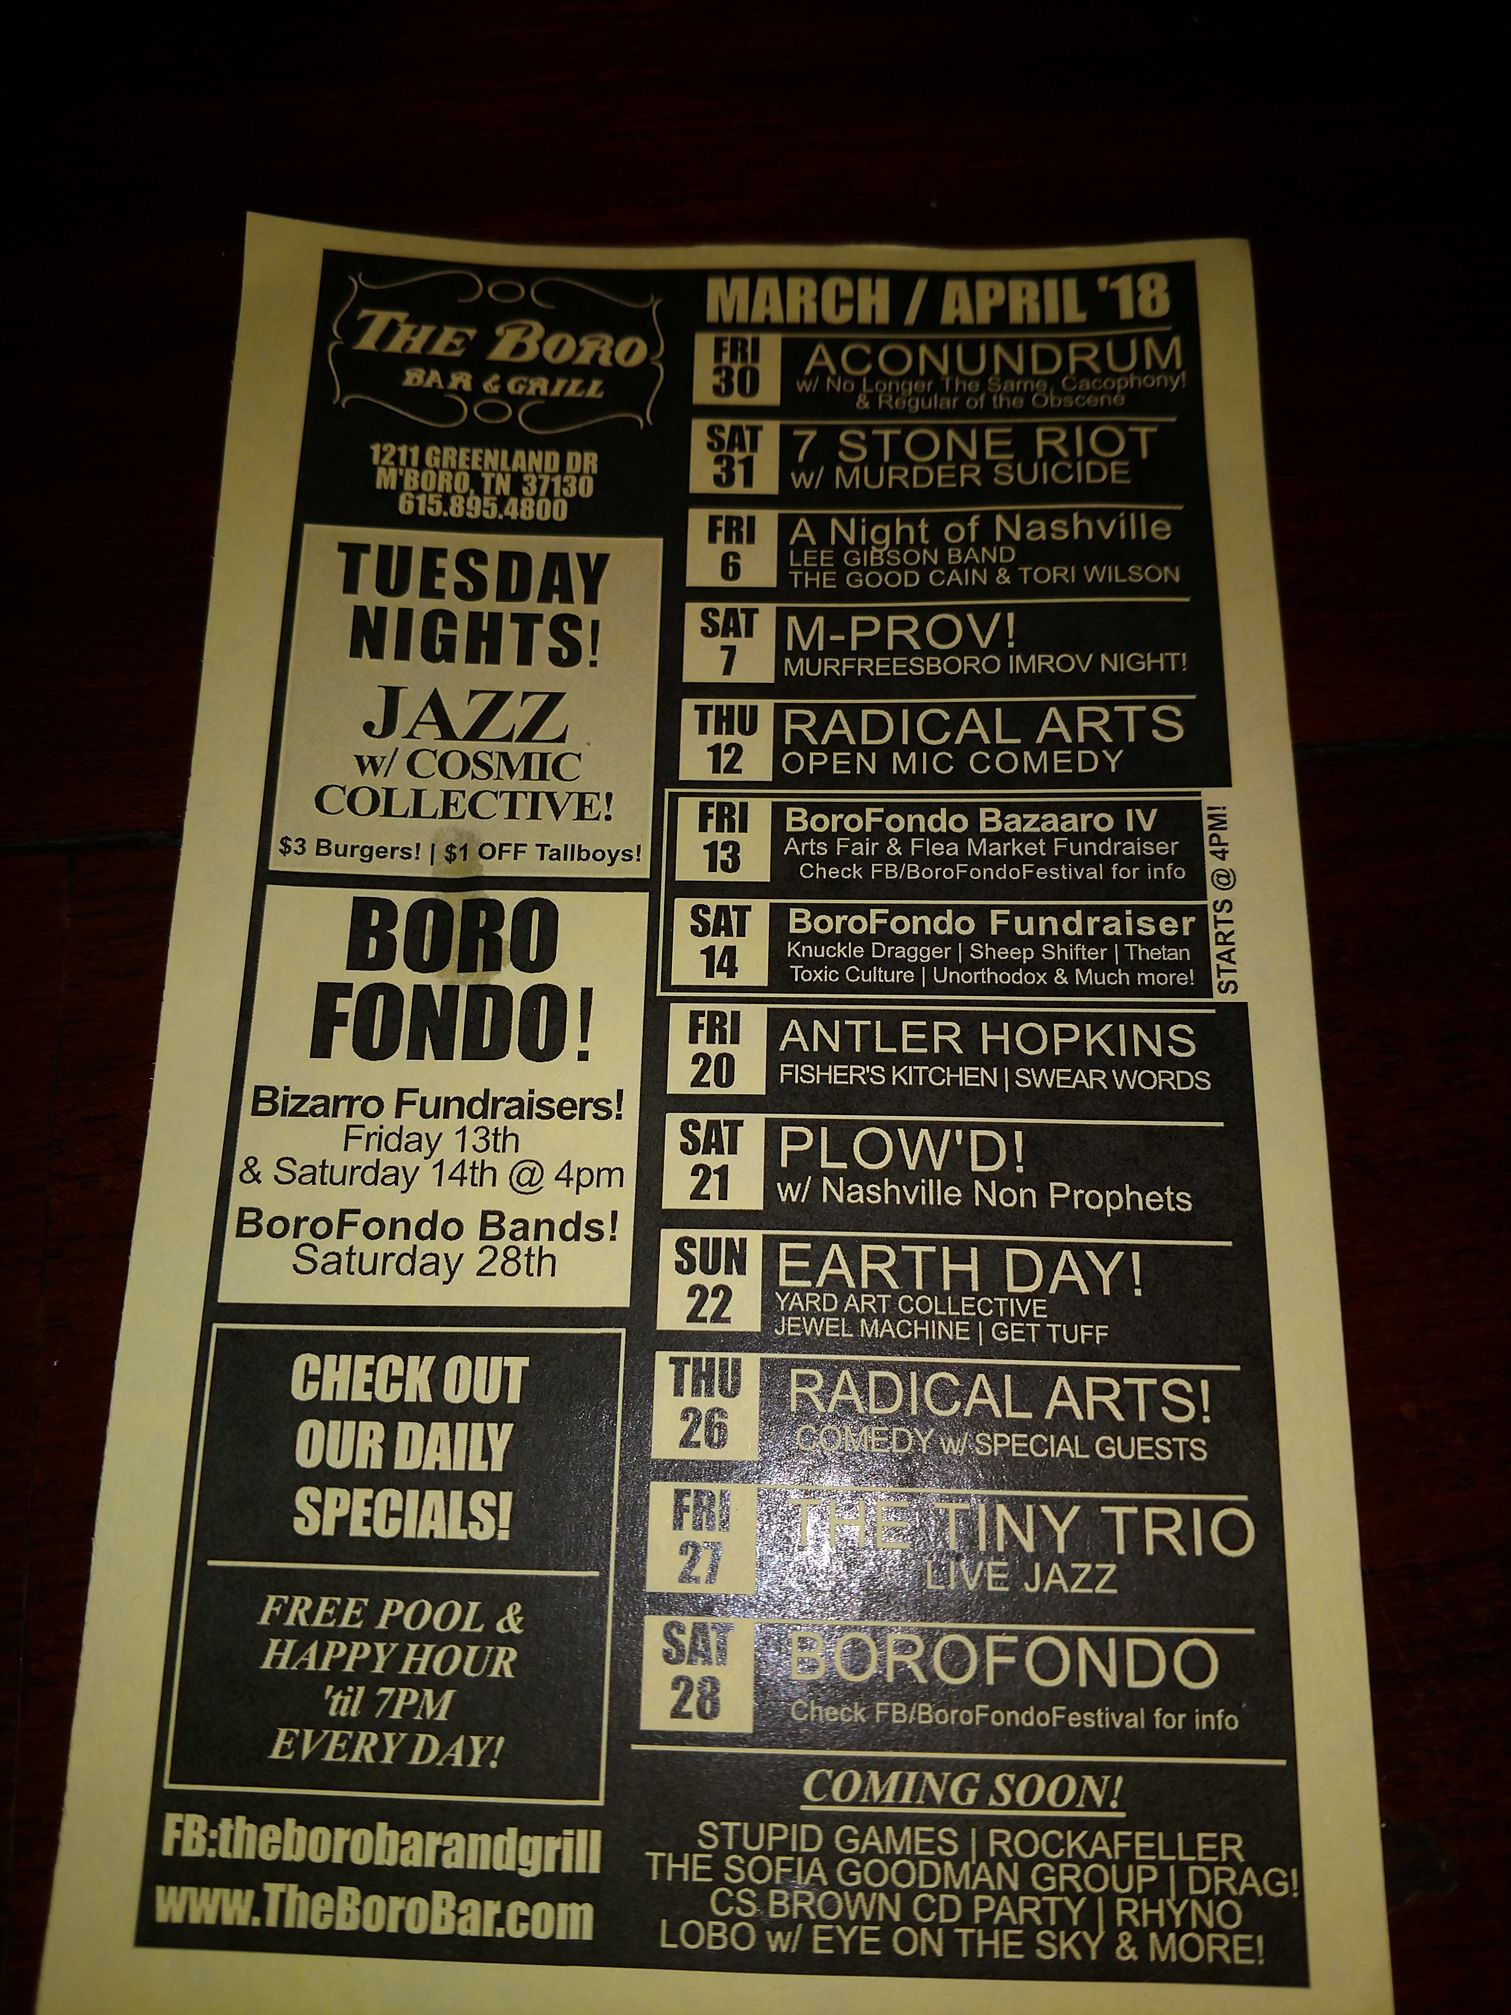 THE BORO
BAR & GRILL
1211 GREENLAND DR
M'BORO, TN 37130
615.895.4800
TUESDAY
NIGHTS!
JAZZ
w/ COSMIC
COLLECTIVE!
$3 Burgers! | $1 OFF Tallboys!
BORO
FONDO!
Bizarro Fundraisers!
Friday 13th
& Saturday 14th @ 4pm
BoroFondo Bands!
Saturday 28th
CHECK OUT
OUR DAILY
SPECIALS!
FREE POOL &
HAPPY HOUR
'til 7PM
EVERY DAY!
FB:theborobarandgrill
www.TheBoroBar.com
MARCH / APRIL '18
FRI
30
ACONUNDRUM
w/ No Longer The Same, Cacophony!
& Regular of the Obscene
SAT
31
7 STONE RIOT
w/ MURDER SUICIDE
FRI
6
A Night of Nashville
LEE GIBSON BAND
THE GOOD CAIN & TORI WILSON
SAT
7
M-PROV!
MURFREESBORO IMROV NIGHT!
THU
12
RADICAL ARTS
OPEN MIC COMEDY
FRI
13
BoroFondo Bazaaro IV
Arts Fair & Flea Market Fundraiser
Check FB/BoroFondoFestival for info
SAT
14
BoroFondo Fundraiser
Knuckle Dragger | Sheep Shifter | Thetan
Toxic Culture | Unorthodox & Much more!
STARTS @ 4PM!
FRI
20
ANTLER HOPKINS
FISHER'S KITCHEN | SWEAR WORDS
SAT
21
PLOW'D!
w/ Nashville Non Prophets
SUN
22
EARTH DAY!
YARD ART COLLECTIVE
JEWEL MACHINE | GET TUFF
THU
26
RADICAL ARTS!
COMEDY w/ SPECIAL GUESTS
FRI
27
THE TINY TRIO
LIVE JAZZ
SAT
28
BOROFONDO
Check FB/BoroFondoFestival for info
COMING SOON!
STUPID GAMES | ROCKAFELLER
THE SOFIA GOODMAN GROUP | DRAG!
CS BROWN CD PARTY | RHYNO
LOBO w/ EYE ON THE SKY & MORE!